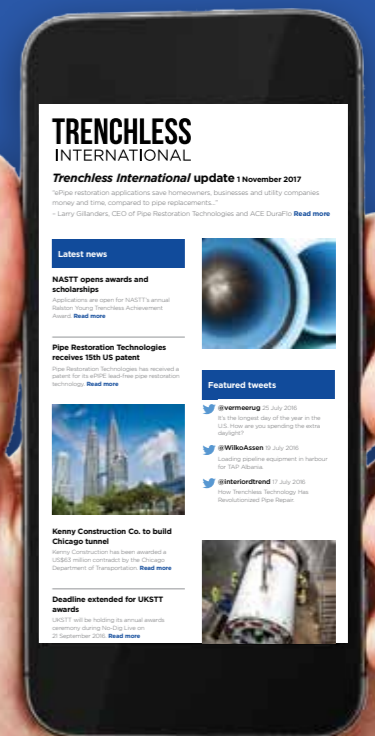 TRENCHLESS
INTERNATIONAL
Trenchless International update 1 November 2017
"ePipe restoration applications save homeowners, businesses and utility companies
money and time, compared to pipe replacements..."
– Larry Gillanders, CEO of Pipe Restoration Technologies and ACE DuraFlo Read more
Latest news
NASTT opens awards and
scholarships
Applications are open for NASTT's annual
Ralston Young Trenchless Achievement
Award. Read more
Pipe Restoration Technologies
receives 15th US patent
Pipe Restoration Technologies has received a
patent for its ePIPE lead-free pipe restoration
technology. Read more
Kenny Construction Co. to build
Chicago tunnel
Kenny Construction has been awarded a
US$63 million contradct by the Chicago
Department of Transportation. Read more
Deadline extended for UKSTT
awards
UKSTT will be holding its annual awards
ceremony during No-Dig Live on
21 September 2016. Read more
Featured tweets
@vermeerug 25 July 2016
It's the longest day of the year in the
U.S. How are you spending the extra
daylight?
@WilkoAssen 19 July 2016
Loading pipeline equipment in harbour
for TAP Albania.
@interiordtrend 17 July 2016
How Trenchless Technology Has
Revolutionized Pipe Repair.